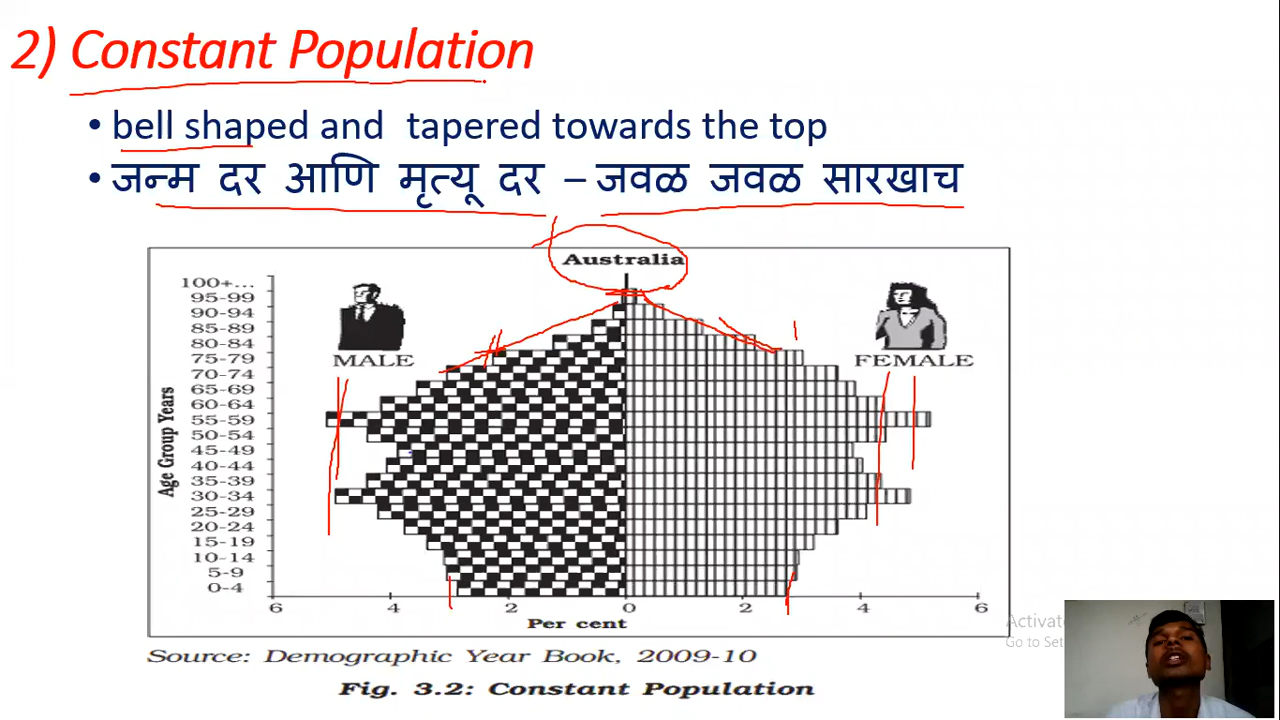 2) Constant Population
• bell shaped and tapered towards the top
• जन्म दर आणि मृत्यू दर – जवळ जवळ सारखाच
Australia
100+...
95-99
90-94
85-89
80-84
75-79
70-74
65-69
60-64
55-59
50-54
45-49
40-44
35-39
30-34
25-29
20-24
15-19
10-14
5-9
0-4
Age Group Years
MALE
FEMALE
6 4 2 0 2 4 6
Per cent
Source: Demographic Year Book, 2009-10
Fig. 3.2: Constant Population
Activat
Go to Set